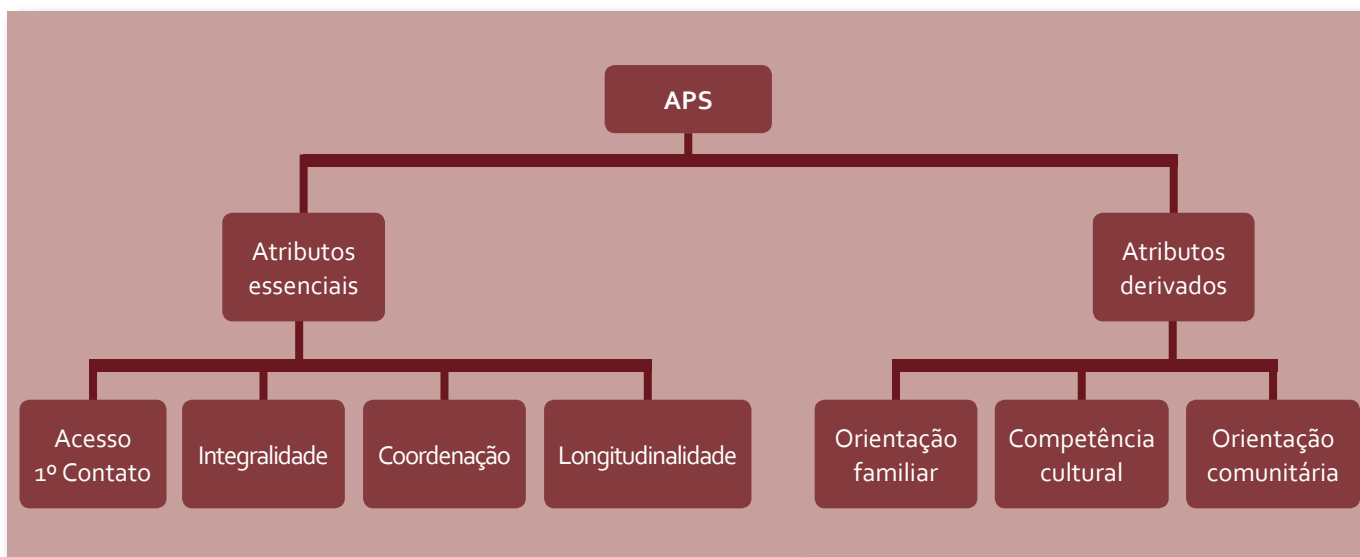 APS
Atributos
essenciais
Atributos
derivados
Acesso
1º Contato
Integralidade
Coordenação
Longitudinalidade
Orientação
familiar
Competência
cultural
Orientação
comunitária